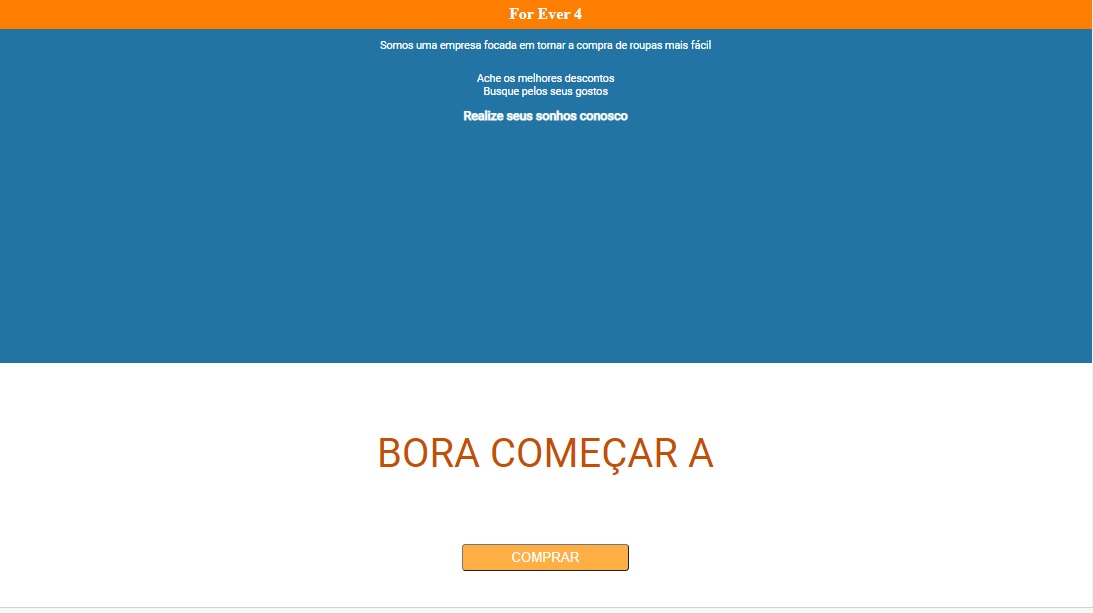 For Ever 4
Somos uma empresa focada em tornar a compra de roupas mais fácil
Ache os melhores descontos
Busque pelos seus gostos
Realize seus sonhos conosco
BORA COMEÇAR A
COMPRAR